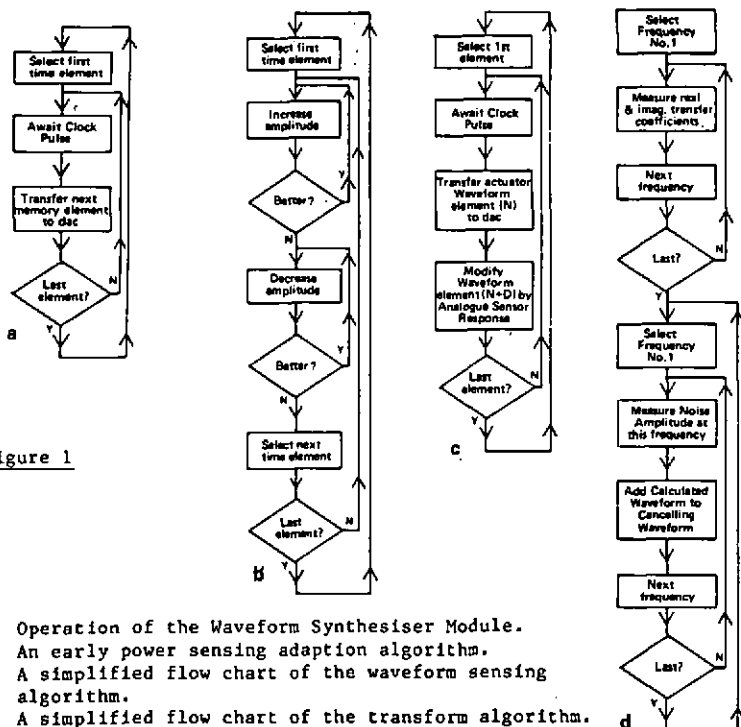 Select first
time element
Await Clock
Pulse
Transfer next
memory element
to dac
Last
element?
N
Y
a
Select first
time element
Increase
amplitude
Better?
Y
N
Decrease
amplitude
Better?
Y
N
Select next
time element
Last
element?
N
Y
b
Select 1st
element
Await Clock
Pulse
Transfer actuator
Waveform
element (N)
to dac
Modify
Waveform
element (N+D) by
Analogue Sensor
Response
Last
element?
N
Y
c
Select
Frequency
No.1
Measure real
& imag. transfer
coefficients
Next
frequency
Last?
N
Y
Select
Frequency
No.1
Measure Noise
Amplitude at
this frequency
Add Calculated
Waveform to
Cancelling
Waveform
Next
frequency
Last?
N
Y
d
igure 1
Operation of the Waveform Synthesiser Module.
An early power sensing adaption algorithm.
A simplified flow chart of the waveform sensing
algorithm.
A simplified flow chart of the transform algorithm.